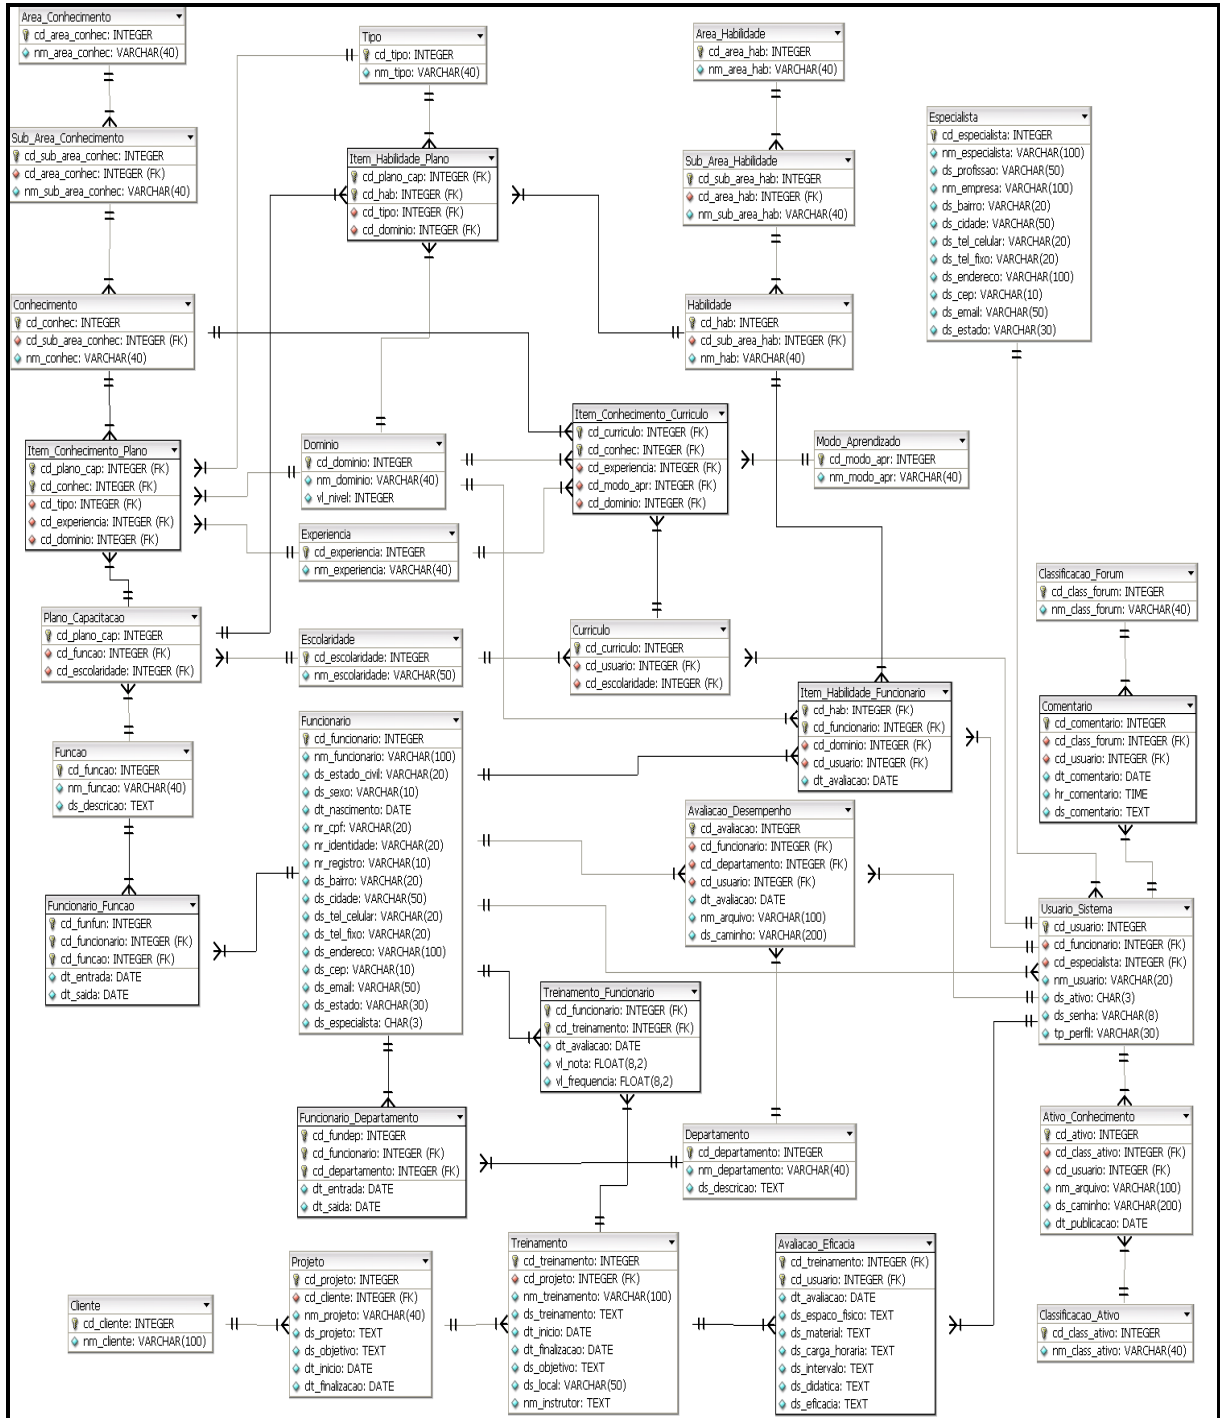 Area_Conhecimento
cd_area_conhec: INTEGER
nm_area_conhec: VARCHAR(40)
Tipo
cd_tipo: INTEGER
nm_tipo: VARCHAR(40)
Area_Habilidade
cd_area_hab: INTEGER
nm_area_hab: VARCHAR(40)
Sub_Area_Conhecimento
cd_sub_area_conhec: INTEGER
cd_area_conhec: INTEGER (FK)
nm_sub_area_conhec: VARCHAR(40)
Item_Habilidade_Plano
cd_plano_cap: INTEGER (FK)
cd_hab: INTEGER (FK)
cd_tipo: INTEGER (FK)
cd_dominio: INTEGER (FK)
Sub_Area_Habilidade
cd_sub_area_hab: INTEGER
cd_area_hab: INTEGER (FK)
nm_sub_area_hab: VARCHAR(40)
Especialista
cd_especialista: INTEGER
nm_especialista: VARCHAR(100)
ds_profissao: VARCHAR(50)
nm_empresa: VARCHAR(100)
ds_bairro: VARCHAR(20)
ds_cidade: VARCHAR(50)
ds_tel_celular: VARCHAR(20)
ds_tel_fixo: VARCHAR(20)
ds_endereco: VARCHAR(100)
ds_cep: VARCHAR(10)
ds_email: VARCHAR(50)
ds_estado: VARCHAR(30)
Conhecimento
cd_conhec: INTEGER
cd_sub_area_conhec: INTEGER (FK)
nm_conhec: VARCHAR(40)
Habilidade
cd_hab: INTEGER
cd_sub_area_hab: INTEGER (FK)
nm_hab: VARCHAR(40)
Item_Conhecimento_Plano
cd_plano_cap: INTEGER (FK)
cd_conhec: INTEGER (FK)
cd_tipo: INTEGER (FK)
cd_experiencia: INTEGER (FK)
cd_dominio: INTEGER (FK)
Dominio
cd_dominio: INTEGER
nm_dominio: VARCHAR(40)
vl_nivel: INTEGER
Item_Conhecimento_Curriculo
cd_curriculo: INTEGER (FK)
cd_conhec: INTEGER (FK)
cd_experiencia: INTEGER (FK)
cd_modo_apr: INTEGER (FK)
cd_dominio: INTEGER (FK)
Modo_Aprendizado
cd_modo_apr: INTEGER
nm_modo_apr: VARCHAR(40)
Experiencia
cd_experiencia: INTEGER
nm_experiencia: VARCHAR(40)
Classificacao_Forum
cd_class_forum: INTEGER
nm_class_forum: VARCHAR(40)
Plano_Capacitacao
cd_plano_cap: INTEGER
cd_funcao: INTEGER (FK)
cd_escolaridade: INTEGER (FK)
Escolaridade
cd_escolaridade: INTEGER
nm_escolaridade: VARCHAR(50)
Curriculo
cd_curriculo: INTEGER
cd_usuario: INTEGER (FK)
cd_escolaridade: INTEGER (FK)
Item_Habilidade_Funcionario
cd_hab: INTEGER (FK)
cd_funcionario: INTEGER (FK)
cd_dominio: INTEGER (FK)
cd_usuario: INTEGER (FK)
dt_avaliacao: DATE
Comentario
cd_comentario: INTEGER
cd_class_forum: INTEGER (FK)
cd_usuario: INTEGER (FK)
dt_comentario: DATE
hr_comentario: TIME
ds_comentario: TEXT
Funcao
cd_funcao: INTEGER
nm_funcao: VARCHAR(40)
ds_descricao: TEXT
Funcionario
cd_funcionario: INTEGER
nm_funcionario: VARCHAR(100)
ds_estado_civil: VARCHAR(20)
ds_sexo: VARCHAR(10)
dt_nascimento: DATE
nr_cpf: VARCHAR(20)
nr_identidade: VARCHAR(20)
nr_registro: VARCHAR(10)
ds_bairro: VARCHAR(20)
ds_cidade: VARCHAR(50)
ds_tel_celular: VARCHAR(20)
ds_tel_fixo: VARCHAR(20)
ds_endereco: VARCHAR(100)
ds_cep: VARCHAR(10)
ds_email: VARCHAR(50)
ds_estado: VARCHAR(30)
ds_especialista: CHAR(3)
Avaliacao_Desempenho
cd_avaliacao: INTEGER
cd_funcionario: INTEGER (FK)
cd_departamento: INTEGER (FK)
cd_usuario: INTEGER (FK)
dt_avaliacao: DATE
nm_arquivo: VARCHAR(100)
ds_caminho: VARCHAR(200)
Funcionario_Funcao
cd_funfun: INTEGER
cd_funcionario: INTEGER (FK)
cd_funcao: INTEGER (FK)
dt_entrada: DATE
dt_saida: DATE
Usuario_Sistema
cd_usuario: INTEGER
cd_funcionario: INTEGER (FK)
cd_especialista: INTEGER (FK)
nm_usuario: VARCHAR(20)
ds_ativo: CHAR(3)
ds_senha: VARCHAR(8)
tp_perfil: VARCHAR(30)
Treinamento_Funcionario
cd_funcionario: INTEGER (FK)
cd_treinamento: INTEGER (FK)
dt_avaliacao: DATE
vl_nota: FLOAT(8,2)
vl_frequencia: FLOAT(8,2)
Funcionario_Departamento
cd_fundep: INTEGER
cd_funcionario: INTEGER (FK)
cd_departamento: INTEGER (FK)
dt_entrada: DATE
dt_saida: DATE
Departamento
cd_departamento: INTEGER
nm_departamento: VARCHAR(40)
ds_descricao: TEXT
Ativo_Conhecimento
cd_ativo: INTEGER
cd_class_ativo: INTEGER (FK)
cd_usuario: INTEGER (FK)
nm_arquivo: VARCHAR(100)
ds_caminho: VARCHAR(200)
dt_publicacao: DATE
Cliente
cd_cliente: INTEGER
nm_cliente: VARCHAR(100)
Projeto
cd_projeto: INTEGER
cd_cliente: INTEGER (FK)
nm_projeto: VARCHAR(40)
ds_projeto: TEXT
ds_objetivo: TEXT
dt_inicio: DATE
dt_finalizacao: DATE
Treinamento
cd_treinamento: INTEGER
cd_projeto: INTEGER (FK)
nm_treinamento: VARCHAR(100)
ds_treinamento: TEXT
dt_inicio: DATE
dt_finalizacao: DATE
ds_objetivo: TEXT
ds_local: VARCHAR(50)
nm_instrutor: TEXT
Avaliacao_Eficacia
cd_treinamento: INTEGER (FK)
cd_usuario: INTEGER (FK)
dt_avaliacao: DATE
ds_espaco_fisico: TEXT
ds_material: TEXT
ds_carga_horaria: TEXT
ds_intervalo: TEXT
ds_didatica: TEXT
ds_eficacia: TEXT
Classificacao_Ativo
cd_class_ativo: INTEGER
nm_class_ativo: VARCHAR(40)